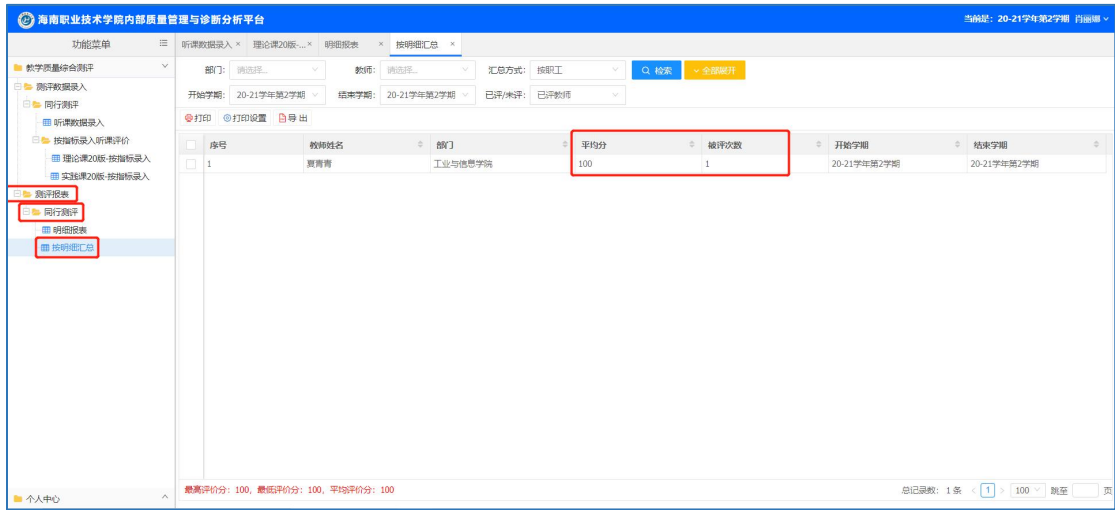 海南职业技术学院内部质量管理与诊断分析平台 当前是：20-21学年第2学期 肖丽娜
功能菜单 听课数据录入 × 理论课20版-... × 明细报表 × 按明细汇总 ×
教学质量综合测评
部门： 请选择... 教师： 请选择... 汇总方式： 按职工 检索 全部展开
测评数据录入
开始学期： 20-21学年第2学期 结束学期： 20-21学年第2学期 已评/未评： 已评教师
同行测评
打印 打印设置 导出
听课数据录入
按指标录入听课评价
序号 教师姓名 部门 平均分 被评次数 开始学期 结束学期
理论课20版-按指标录入
1 夏青青 工业与信息学院 100 1 20-21学年第2学期 20-21学年第2学期
实践课20版-按指标录入
测评报表
同行测评
明细报表
按明细汇总
最高评价分：100，最低评价分：100，平均评价分：100 总记录数：1条 < 1 > 100 跳至 页
个人中心